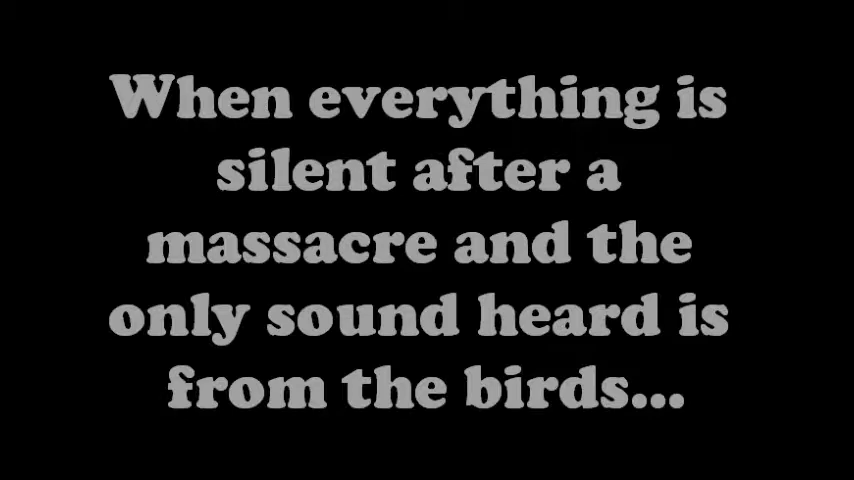 When everything is
silent after a
massacre and the
only sound heard is
from the birds...